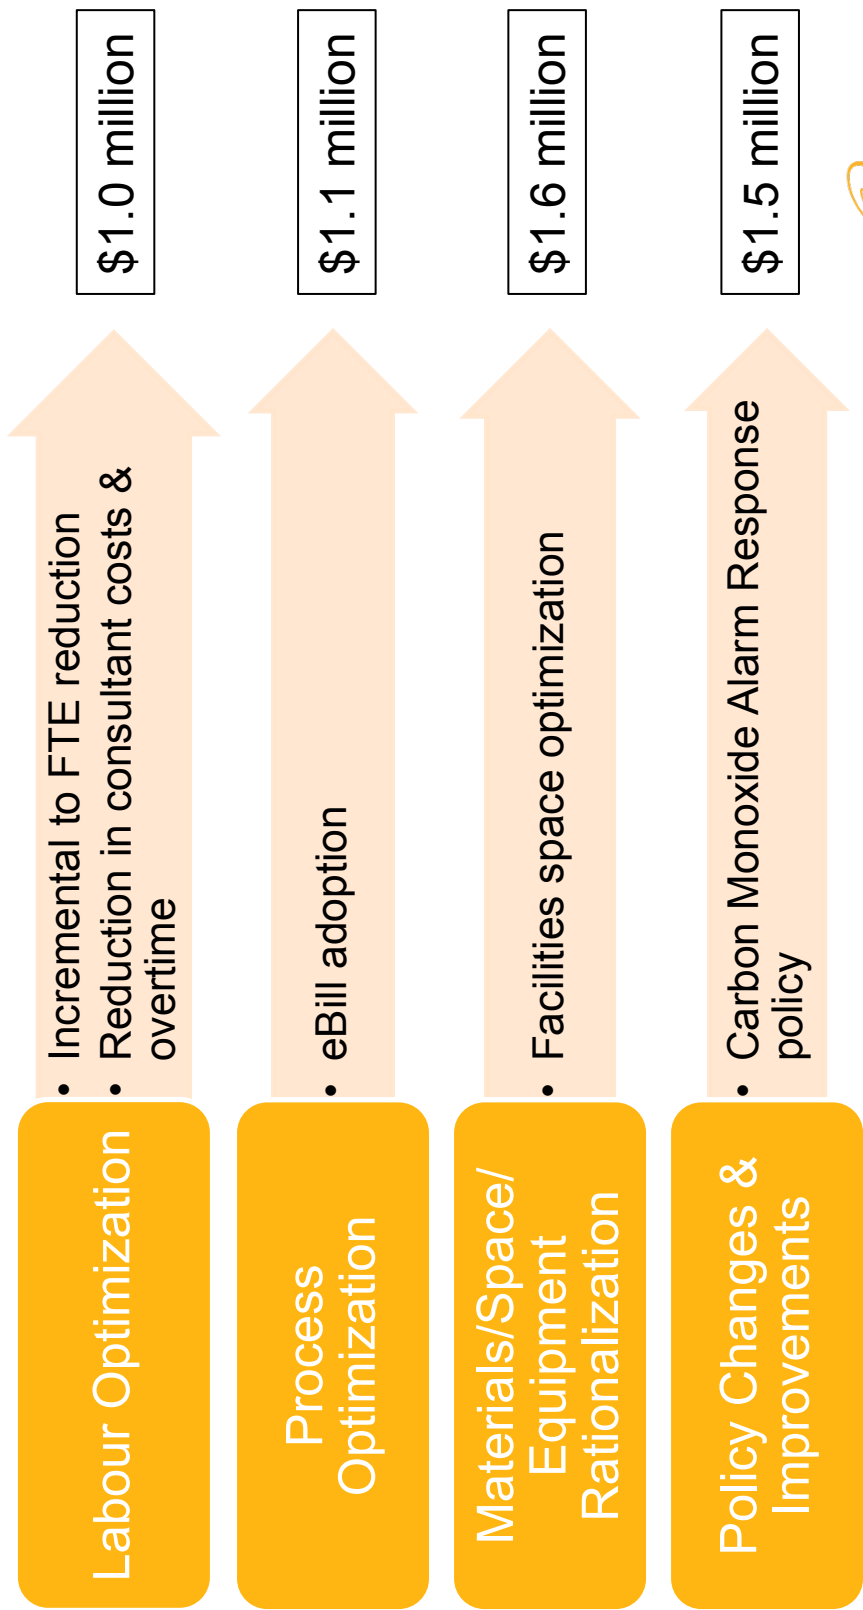 Labour Optimization
• Incremental to FTE reduction
• Reduction in consultant costs &
overtime
$1.0 million
Process
Optimization
• eBill adoption
$1.1 million
Materials/Space/
Equipment
Rationalization
• Facilities space optimization
$1.6 million
Policy Changes &
Improvements
• Carbon Monoxide Alarm Response
policy
$1.5 million